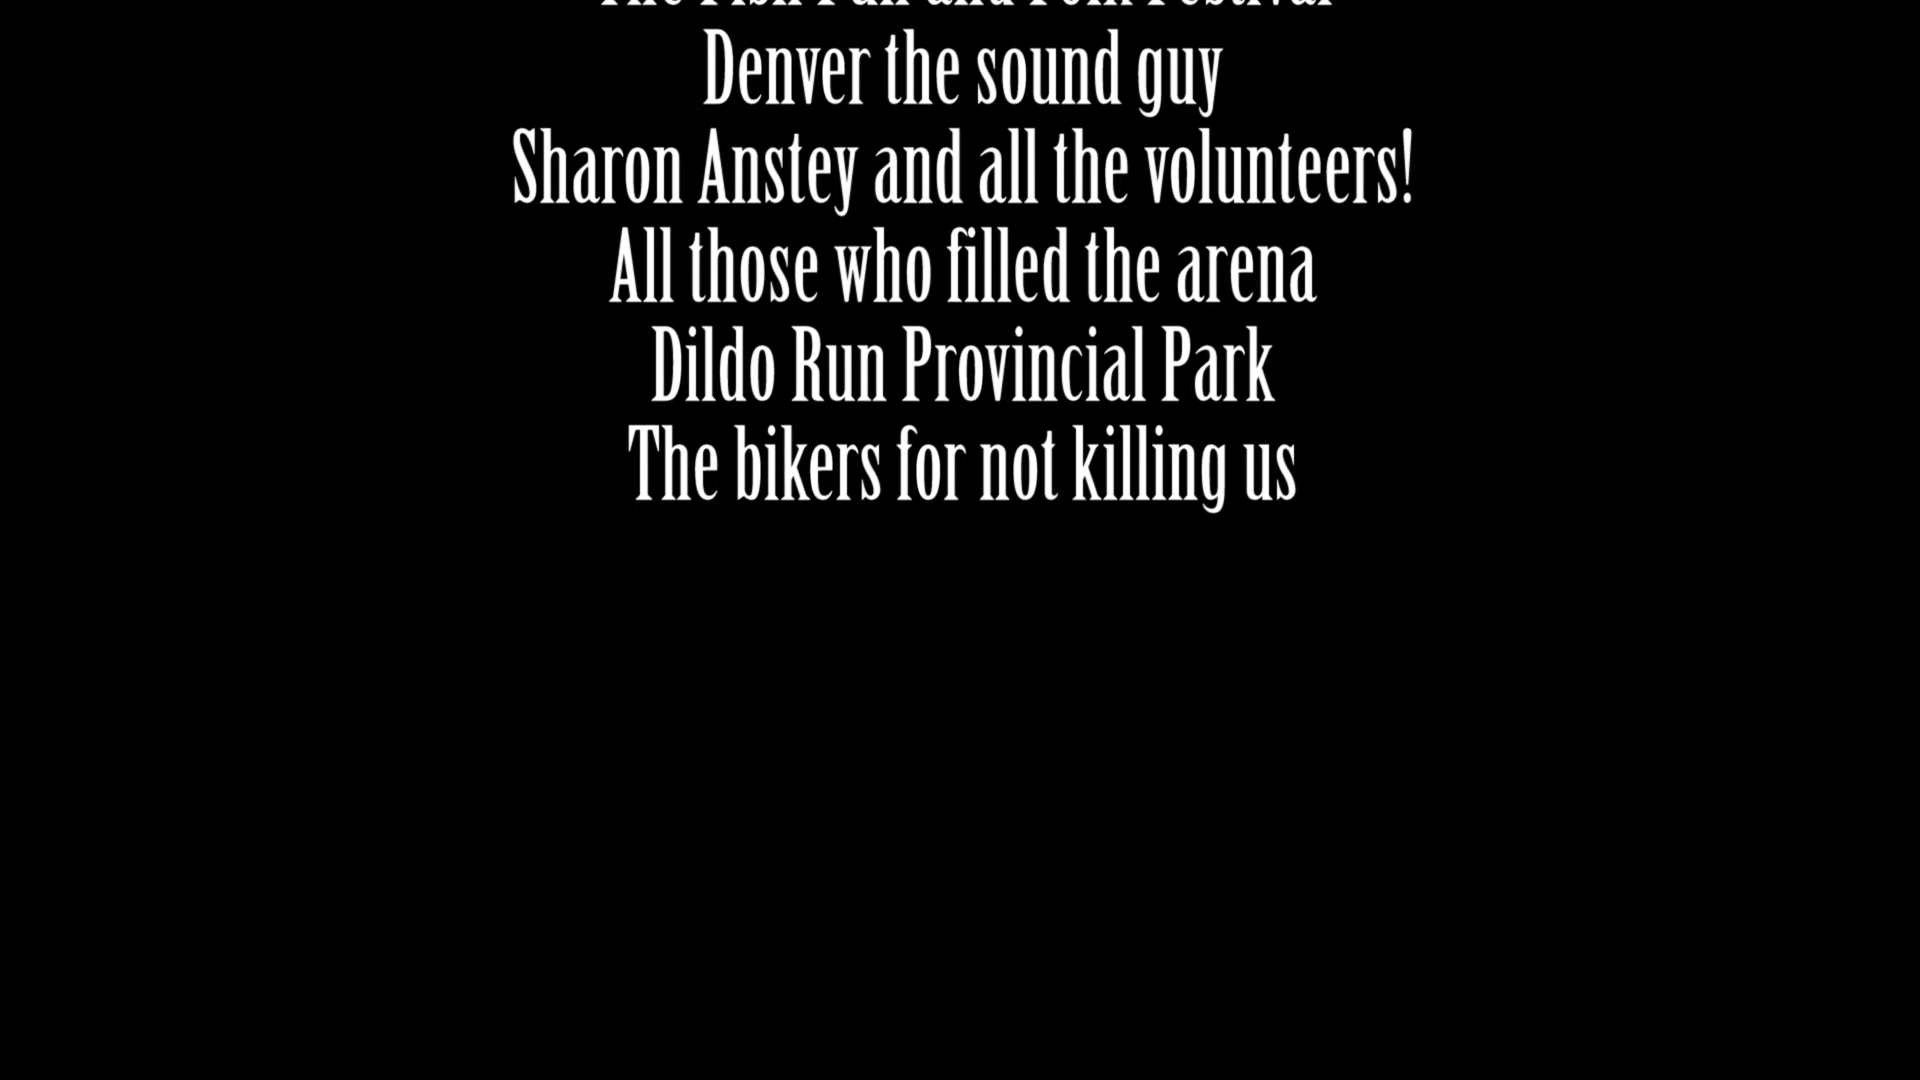 The Fish Fun and Folk Festival
Denver the sound guy
Sharon Anstey and all the volunteers!
All those who filled the arena
Dildo Run Provincial Park
The bikers for not killing us